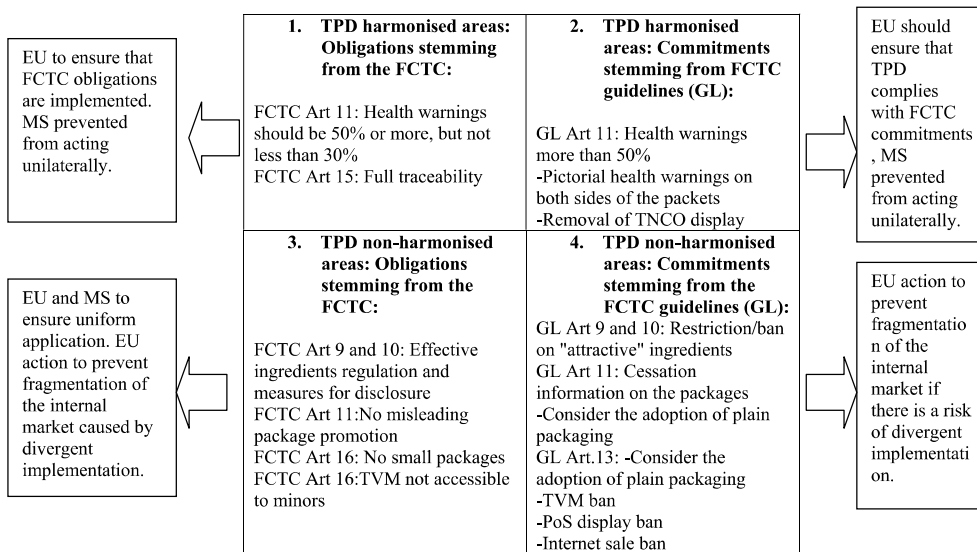 EU to ensure that
FCTC obligations
are implemented.
MS prevented
from acting
unilaterally.
1. TPD harmonised areas:
Obligations stemming
from the FCTC:
FCTC Art 11: Health warnings
should be 50% or more, but not
less than 30%
FCTC Art 15: Full traceability
2. TPD harmonised
areas: Commitments
stemming from FCTC
guidelines (GL):
GL Art 11: Health warnings
more than 50%
-Pictorial health warnings on
both sides of the packets
-Removal of TNCO display
EU should
ensure that
TPD
complies
with FCTC
commitments
, MS
prevented
from acting
unilaterally.
EU and MS to
ensure uniform
application. EU
action to prevent
fragmentation of
the internal
market caused by
divergent
implementation.
3. TPD non-harmonised
areas: Obligations
stemming from the
FCTC:
FCTC Art 9 and 10: Effective
ingredients regulation and
measures for disclosure
FCTC Art 11:No misleading
package promotion
FCTC Art 16: No small packages
FCTC Art 16:TVM not accessible
to minors
4. TPD non-harmonised
areas: Commitments
stemming from the
FCTC guidelines (GL):
GL Art 9 and 10: Restriction/ban
on "attractive" ingredients
GL Art 11: Cessation
information on the packages
-Consider the adoption of plain
packaging
GL Art.13: -Consider the
adoption of plain packaging
-TVM ban
-PoS display ban
-Internet sale ban
EU action to
prevent
fragmentatio
n of the
internal
market if
there is a risk
of divergent
implementati
on.